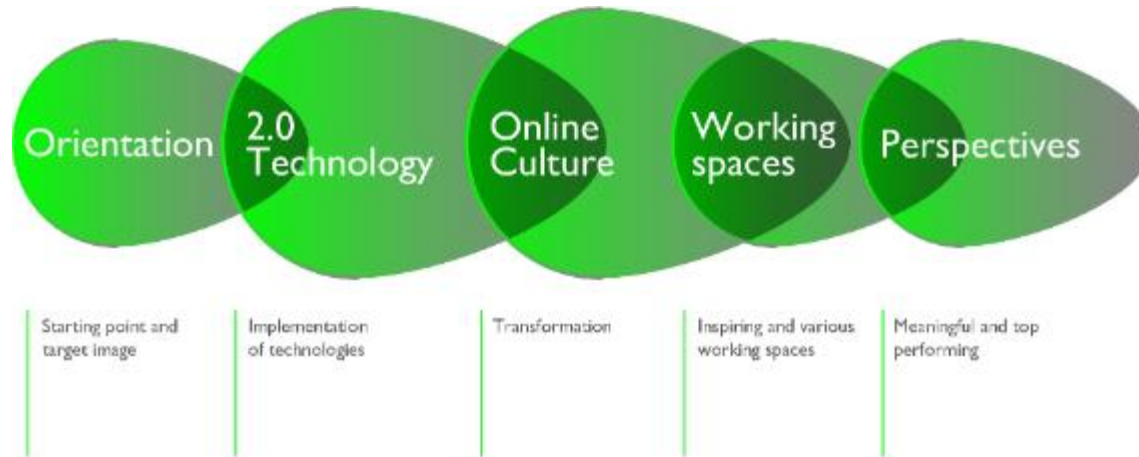 Orientation
2.0
Technology
Online
Culture
Working
spaces
Perspectives
Starting point and
target image
Implementation
of technologies
Transformation
Inspiring and various
working spaces
Meaningful and top
performing